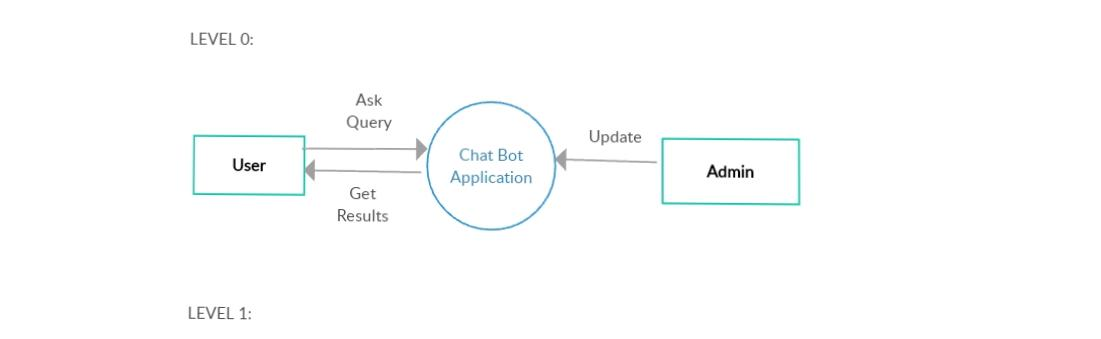 LEVEL 0:
Ask
Query
User
Chat Bot
Application
Update
Admin
Get
Results
LEVEL 1: